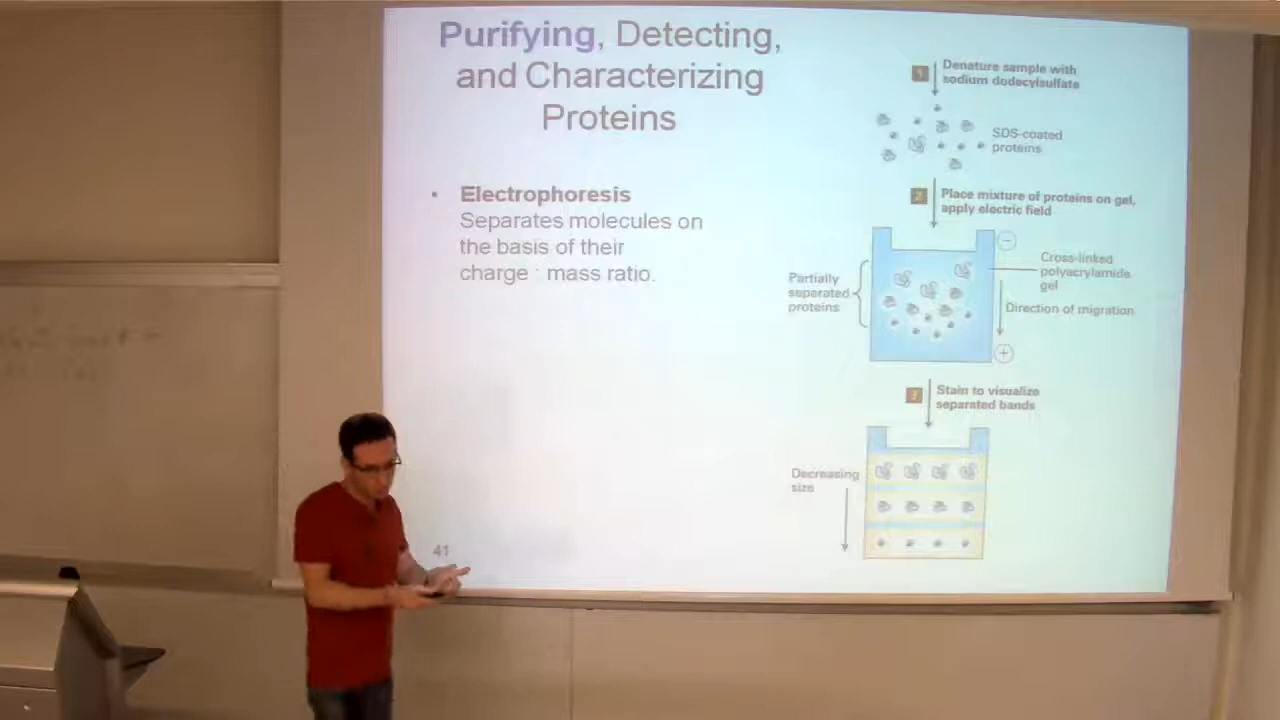 Purifying, Detecting,
and Characterizing
Proteins
• Electrophoresis
Separates molecules on
the basis of their
charge : mass ratio.
41
1 Denature sample with
sodium dodecylsulfate
SDS-coated
proteins
2 Place mixture of proteins on gel,
apply electric field
Partially
separated
proteins
Cross-linked
polyacrylamide
gel
Direction of migration
3 Stain to visualize
separated bands
Decreasing
size